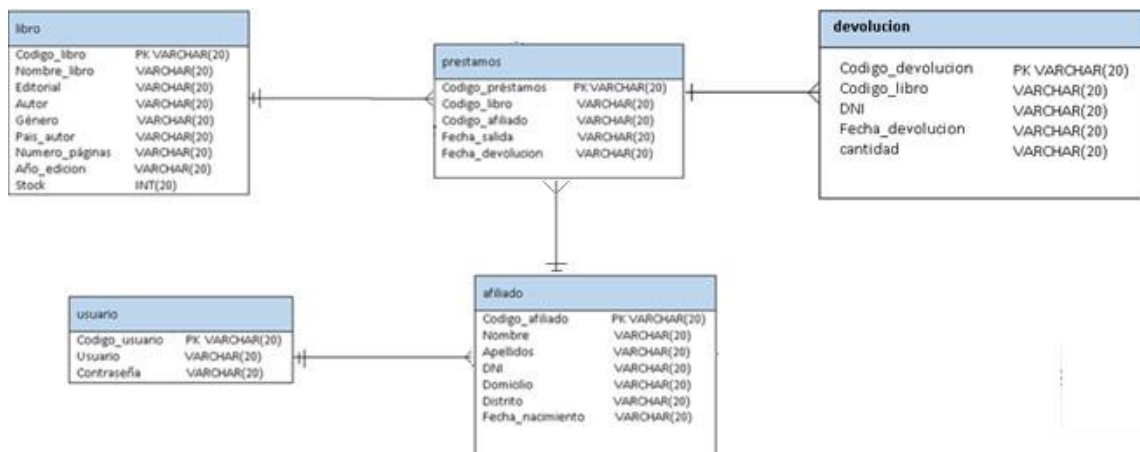 libro
Codigo_libro PK VARCHAR(20)
Nombre_libro VARCHAR(20)
Editorial VARCHAR(20)
Autor VARCHAR(20)
Género VARCHAR(20)
Pais_autor VARCHAR(20)
Numero_páginas VARCHAR(20)
Año_edicion VARCHAR(20)
Stock INT(20)
prestamos
Codigo_préstamos PK VARCHAR(20)
Codigo_libro VARCHAR(20)
Codigo_afiliado VARCHAR(20)
Fecha_salida VARCHAR(20)
Fecha_devolucion VARCHAR(20)
devolucion
Codigo_devolucion PK VARCHAR(20)
Codigo_libro VARCHAR(20)
DNI VARCHAR(20)
Fecha_devolucion VARCHAR(20)
cantidad VARCHAR(20)
usuario
Codigo_usuario PK VARCHAR(20)
Usuario VARCHAR(20)
Contraseña VARCHAR(20)
afiliado
Codigo_afiliado PK VARCHAR(20)
Nombre VARCHAR(20)
Apellidos VARCHAR(20)
DNI VARCHAR(20)
Domicilio VARCHAR(20)
Distrito VARCHAR(20)
Fecha_nacimiento VARCHAR(20)